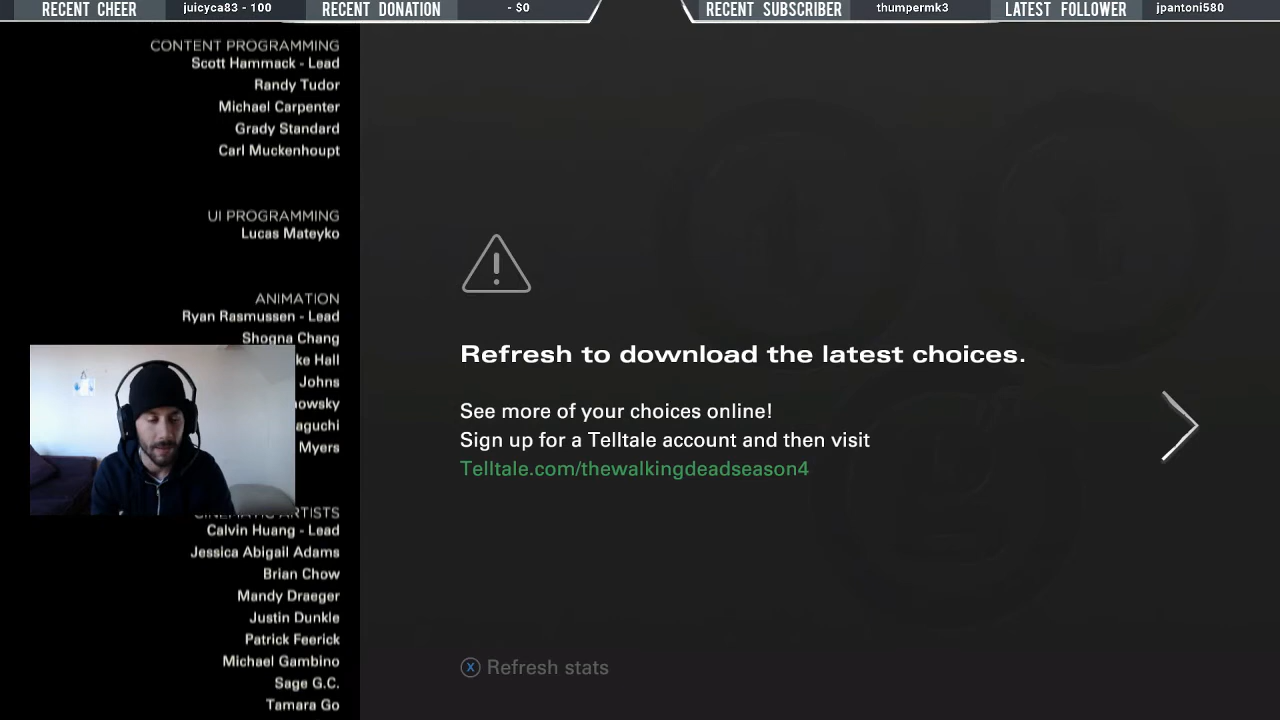 RECENT CHEER juicyca83 - 100 RECENT DONATION - $0 RECENT SUBSCRIBER thumpermk3 LATEST FOLLOWER jpantoni580
CONTENT PROGRAMMING
Scott Hammack - Lead
Randy Tudor
Michael Carpenter
Grady Standard
Carl Muckenhoupt
UI PROGRAMMING
Lucas Mateyko
ANIMATION
Ryan Rasmussen - Lead
Shogna Chang
Hall
Johns
Myers
ARTISTS
Calvin Huang - Lead
Jessica Abigail Adams
Brian Chow
Mandy Draeger
Justin Dunkle
Patrick Feerick
Michael Gambino
Sage G.C.
Tamara Go
Refresh to download the latest choices.
See more of your choices online!
Sign up for a Telltale account and then visit
Telltale.com/thewalkingdeadseason4
X Refresh stats